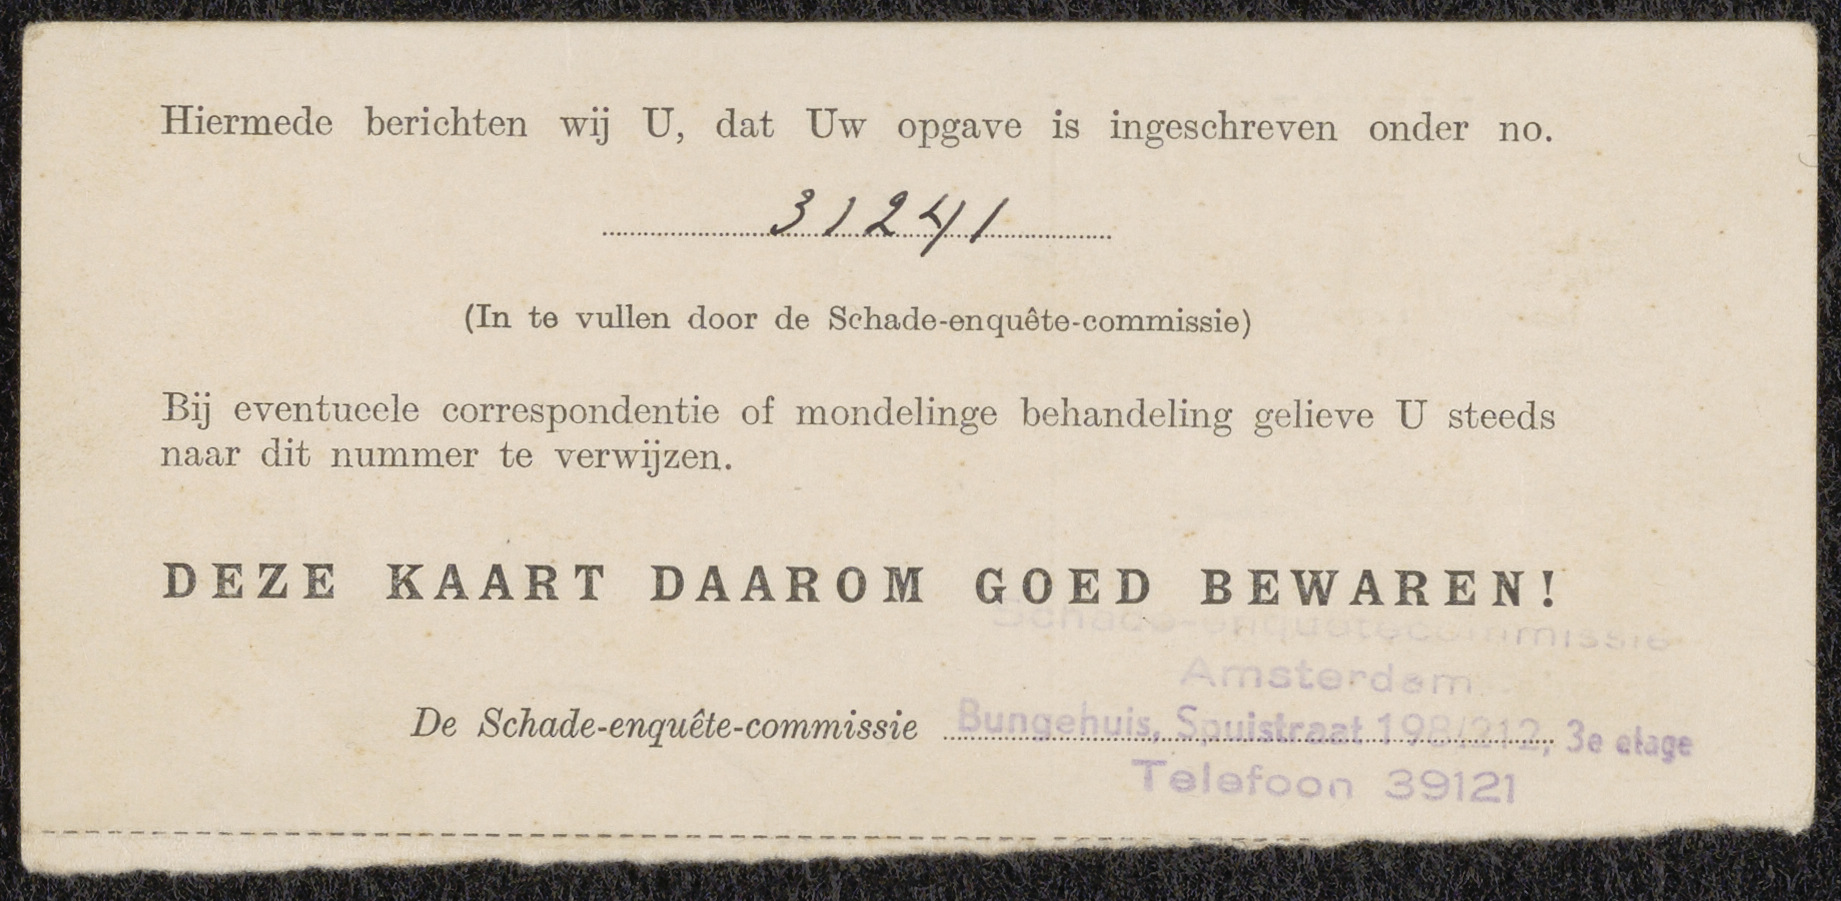 Hiermede berichten wij U, dat Uw opgave is ingeschreven onder no.
31241
(In te vullen door de Schade-enquête-commissie)
Bij eventueele correspondentie of mondelinge behandeling gelieve U steeds
naar dit nummer te verwijzen.
DEZE KAART DAAROM GOED BEWAREN!
Schade-enquêtecommissie
Amsterdam
De Schade-enquête-commissie Bungehuis, Spuistraat 198/212, 3e etage
Telefoon 39121